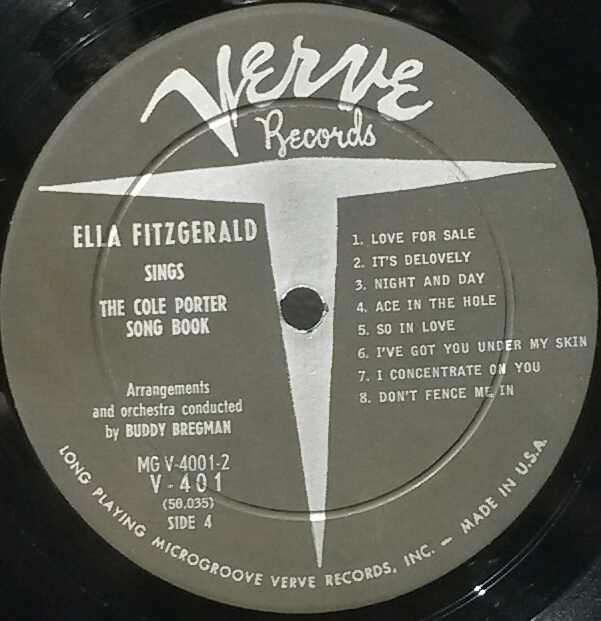 Verve
Records
ELLA FITZGERALD
SINGS
THE COLE PORTER
SONG BOOK
Arrangements
and orchestra conducted
by BUDDY BREGMAN
MG V-4001-2
V-401
(50,035)
SIDE 4
1. LOVE FOR SALE
2. IT'S DELOVELY
3. NIGHT AND DAY
4. ACE IN THE HOLE
5. SO IN LOVE
6. I'VE GOT YOU UNDER MY SKIN
7. I CONCENTRATE ON YOU
8. DON'T FENCE ME IN
LONG PLAYING MICROGROOVE VERVE RECORDS, INC. – MADE IN U.S.A.